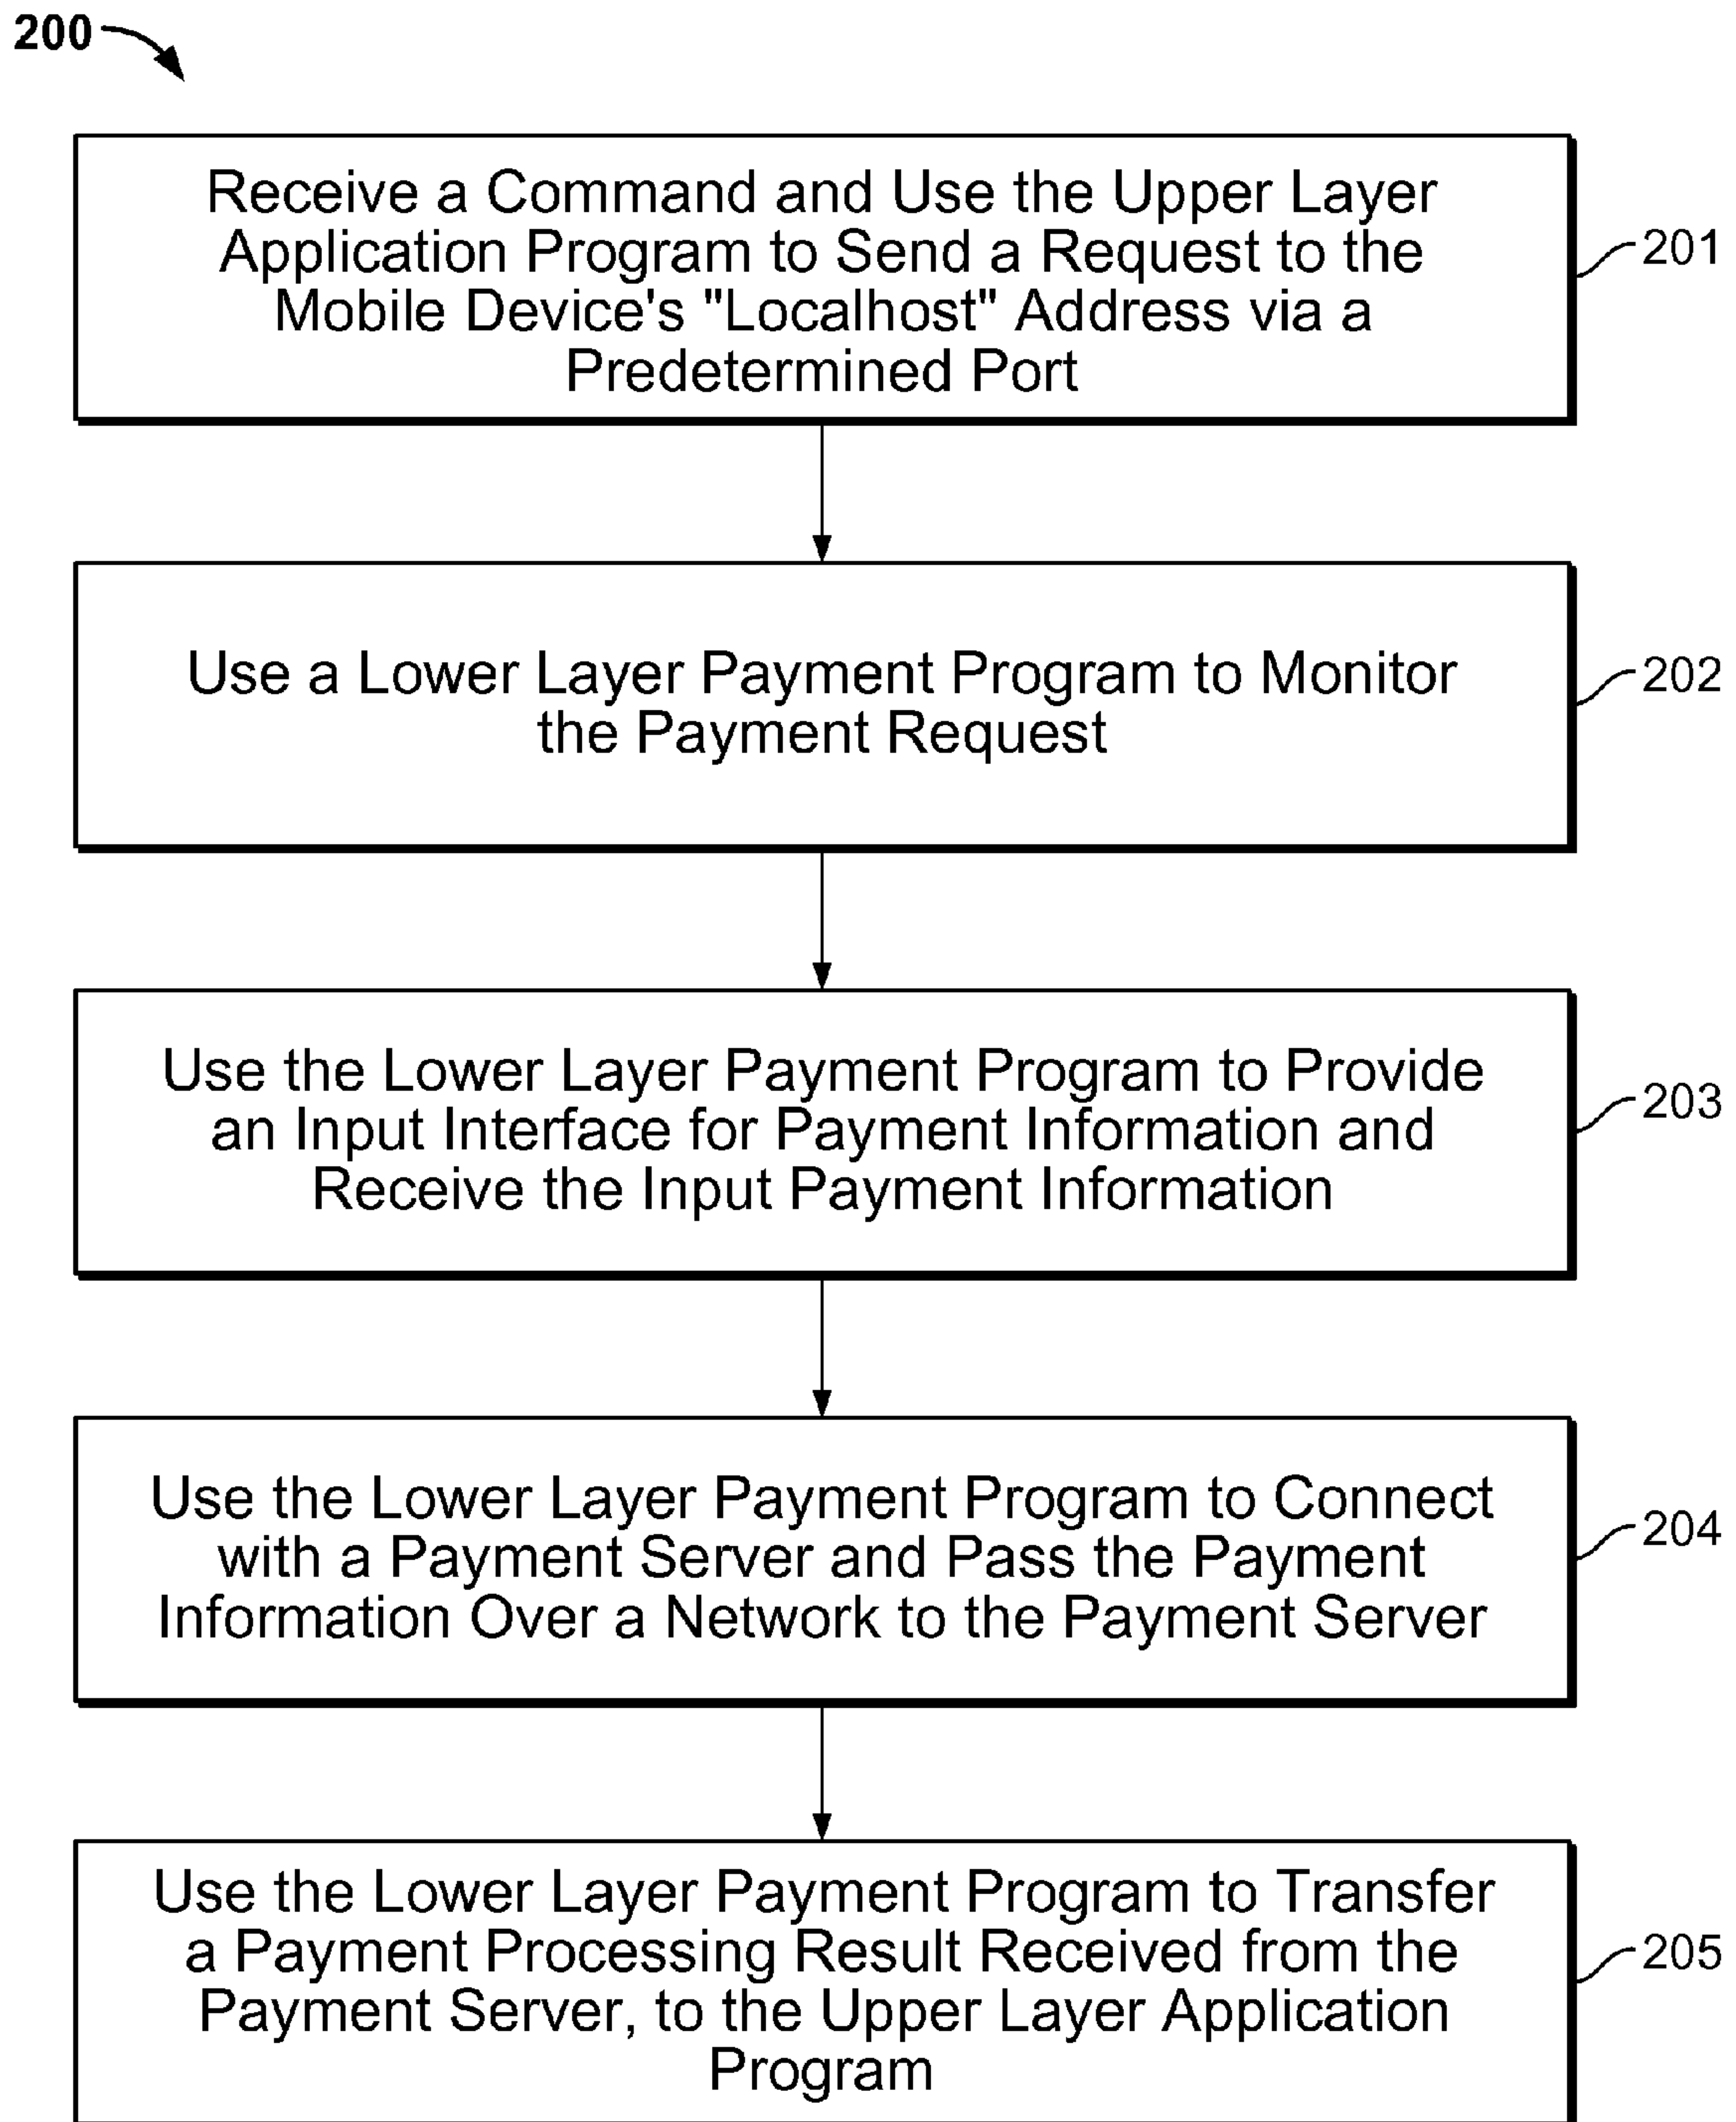 200
Receive a Command and Use the Upper Layer
Application Program to Send a Request to the
Mobile Device's "Localhost" Address via a
Predetermined Port
201
Use a Lower Layer Payment Program to Monitor
the Payment Request
202
Use the Lower Layer Payment Program to Provide
an Input Interface for Payment Information and
Receive the Input Payment Information
203
Use the Lower Layer Payment Program to Connect
with a Payment Server and Pass the Payment
Information Over a Network to the Payment Server
204
Use the Lower Layer Payment Program to Transfer
a Payment Processing Result Received from the
Payment Server, to the Upper Layer Application
Program
205